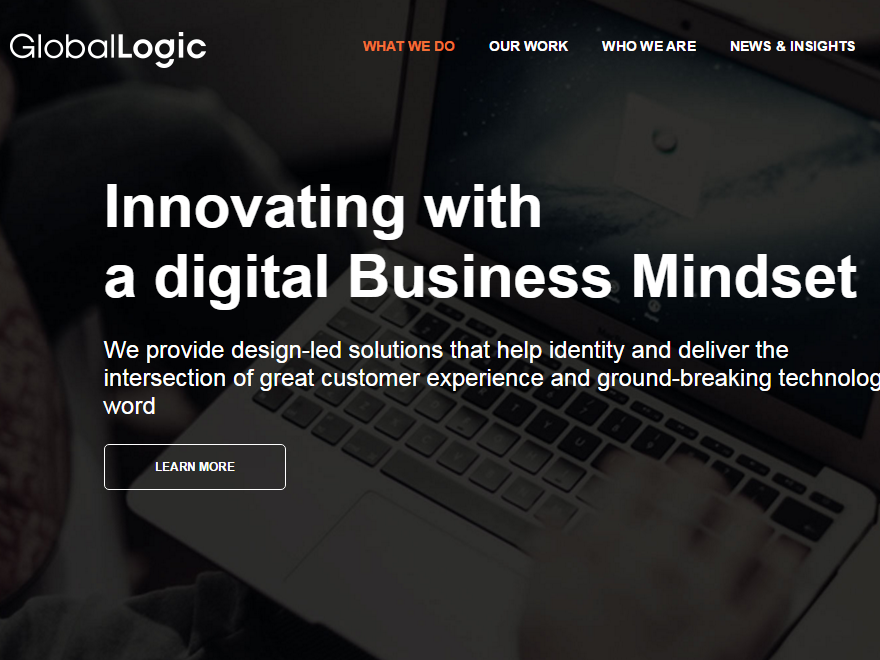 GlobalLogic
WHAT WE DO OUR WORK WHO WE ARE NEWS & INSIGHTS
Innovating with
a digital Business Mindset
We provide design-led solutions that help identity and deliver the
intersection of great customer experience and ground-breaking technolog
word
LEARN MORE